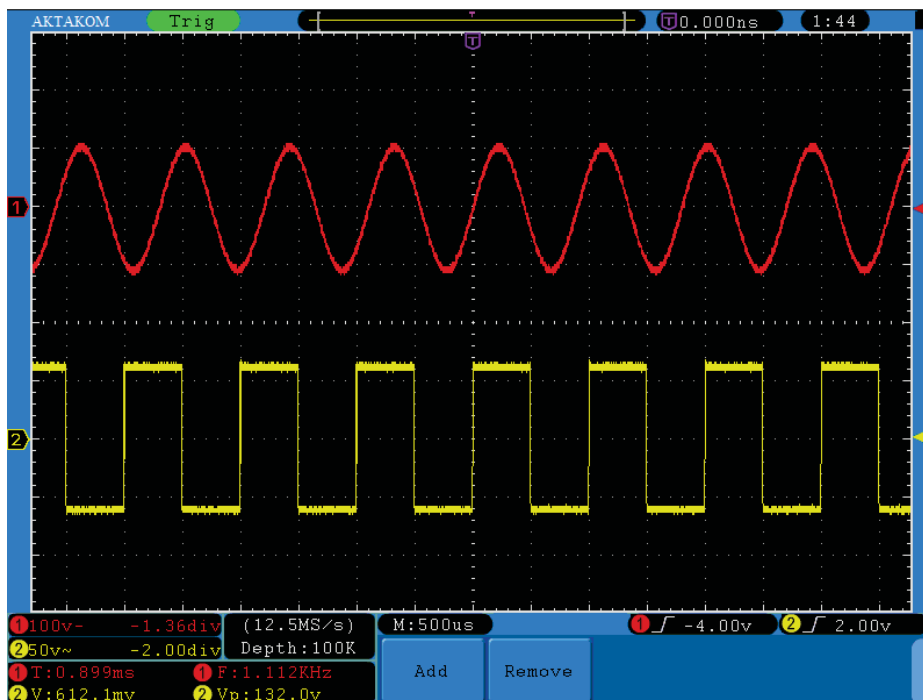 AKTAKOM Trig T T 0.000ns 1:44
T
1
2
1 100v- -1.36div (12.5MS/s) M:500us 1 -4.00v 2 2.00v
2 50v~ -2.00div Depth:100K
1 T:0.899ms 1 F:1.112KHz Add Remove
2 V:612.1mv 2 Vp:132.0v